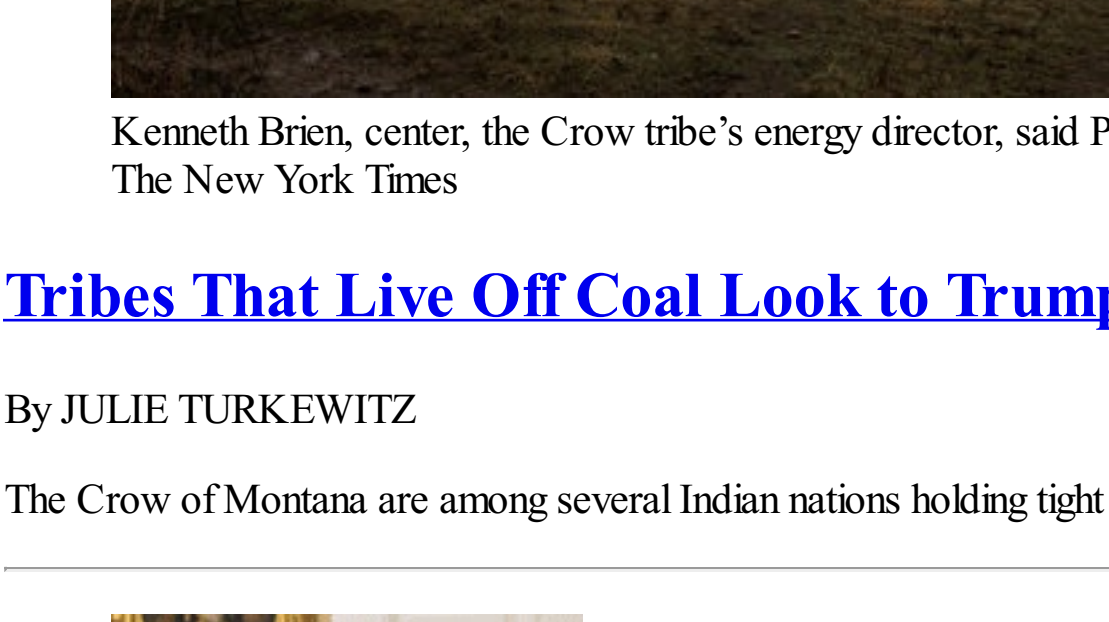 Kenneth Brien, center, the Crow tribe’s energy director, said
The New York Times
Tribes That Live Off Coal Look to Trump
By JULIE TURKEWITZ
The Crow of Montana are among several Indian nations holding tight